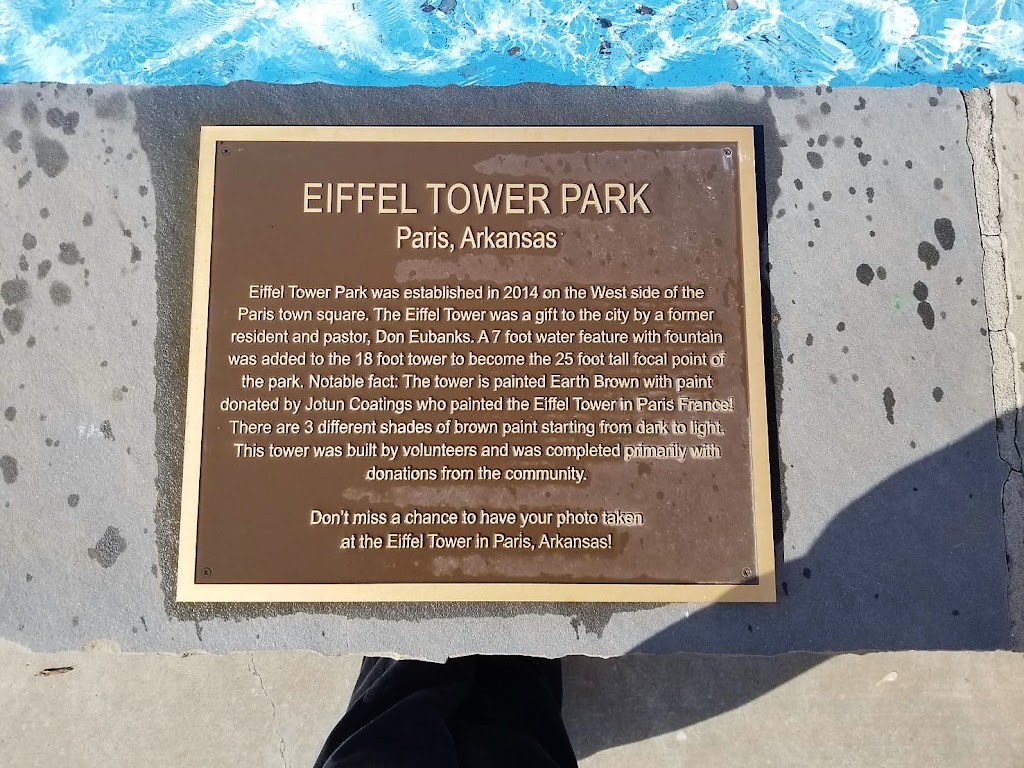 EIFFEL TOWER PARK
Paris, Arkansas
Eiffel Tower Park was established in 2014 on the West side of the
Paris town square. The Eiffel Tower was a gift to the city by a former
resident and pastor, Don Eubanks. A 7 foot water feature with fountain
was added to the 18 foot tower to become the 25 foot tall focal point of
the park. Notable fact: The tower is painted Earth Brown with paint
donated by Jotun Coatings who painted the Eiffel Tower in Paris France!
There are 3 different shades of brown paint starting from dark to light.
This tower was built by volunteers and was completed primarily with
donations from the community.
Don't miss a chance to have your photo taken
at the Eiffel Tower in Paris, Arkansas!